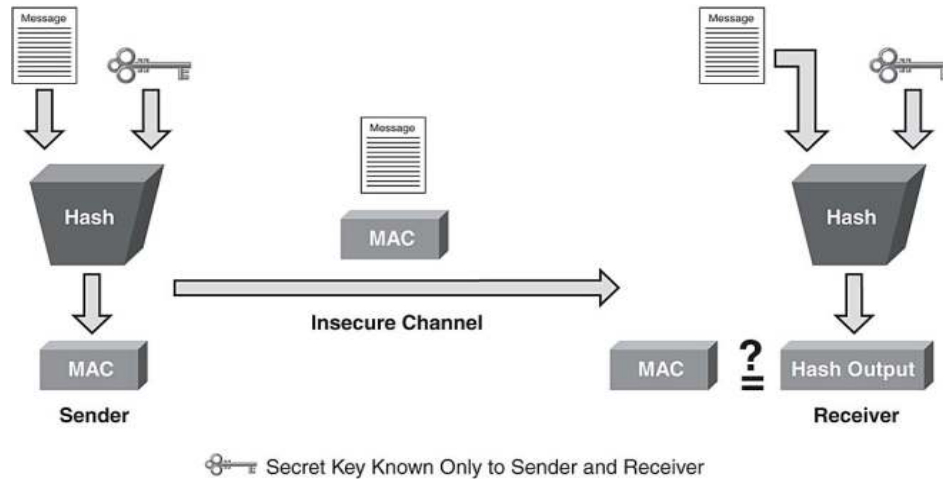 Message
Message
Message
Hash
MAC
Hash
Insecure Channel
MAC
MAC
?
=
Hash Output
Sender
Receiver
Secret Key Known Only to Sender and Receiver